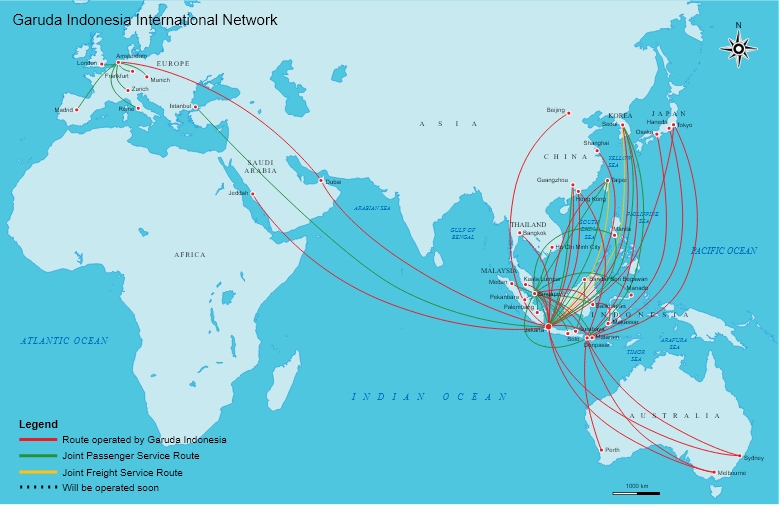 Garuda Indonesia International Network
N
Amsterdam
London
EUROPE
Frankfurt
Munich
Zurich
Madrid
Rome
Istanbul
Beijing
KOREA
Seoul
JAPAN
Haneda
Tokyo
Osaka
ASIA
Shanghai
CHINA
YELLOW
SEA
SAUDI
ARABIA
Dubai
Jeddah
Guangzhou
Taipei
Hong Kong
ARABIAN SEA
PHILIPPINE
SEA
SOUTH
CHINA
SEA
GULF OF
BENGAL
THAILAND
Bangkok
Manila
Ho Chi Minh City
PACIFIC OCEAN
AFRICA
MALAYSIA
Medan
Kuala Lumpur
Bandar Seri Begawan
Manado
Pekanbaru
Singapore
Palembang
Balikpapan
INDONESIA
Makassar
Jakarta
Surabaya
Solo
Mataram
Denpasar
ARAFURA
SEA
TIMOR
SEA
ATLANTIC OCEAN
INDIAN OCEAN
AUSTRALIA
Perth
Sydney
Melbourne
Legend
Route operated by Garuda Indonesia
Joint Passenger Service Route
Joint Freight Service Route
Will be operated soon
1000 km